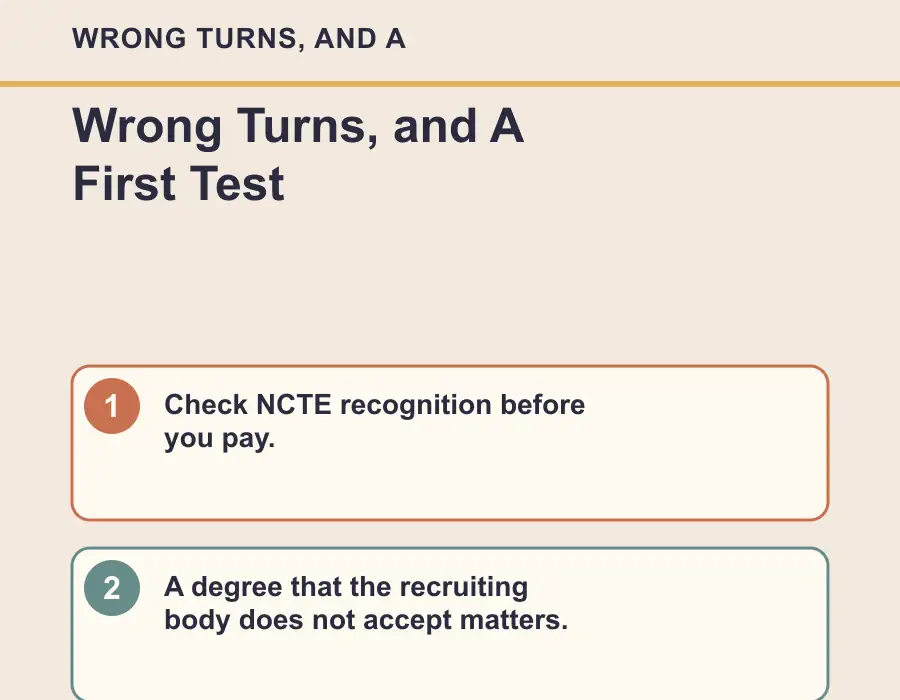 WRONG TURNS, AND A
Wrong Turns, and A
First Test
1
Check NCTE recognition before
you pay.
2
A degree that the recruiting
body does not accept matters.